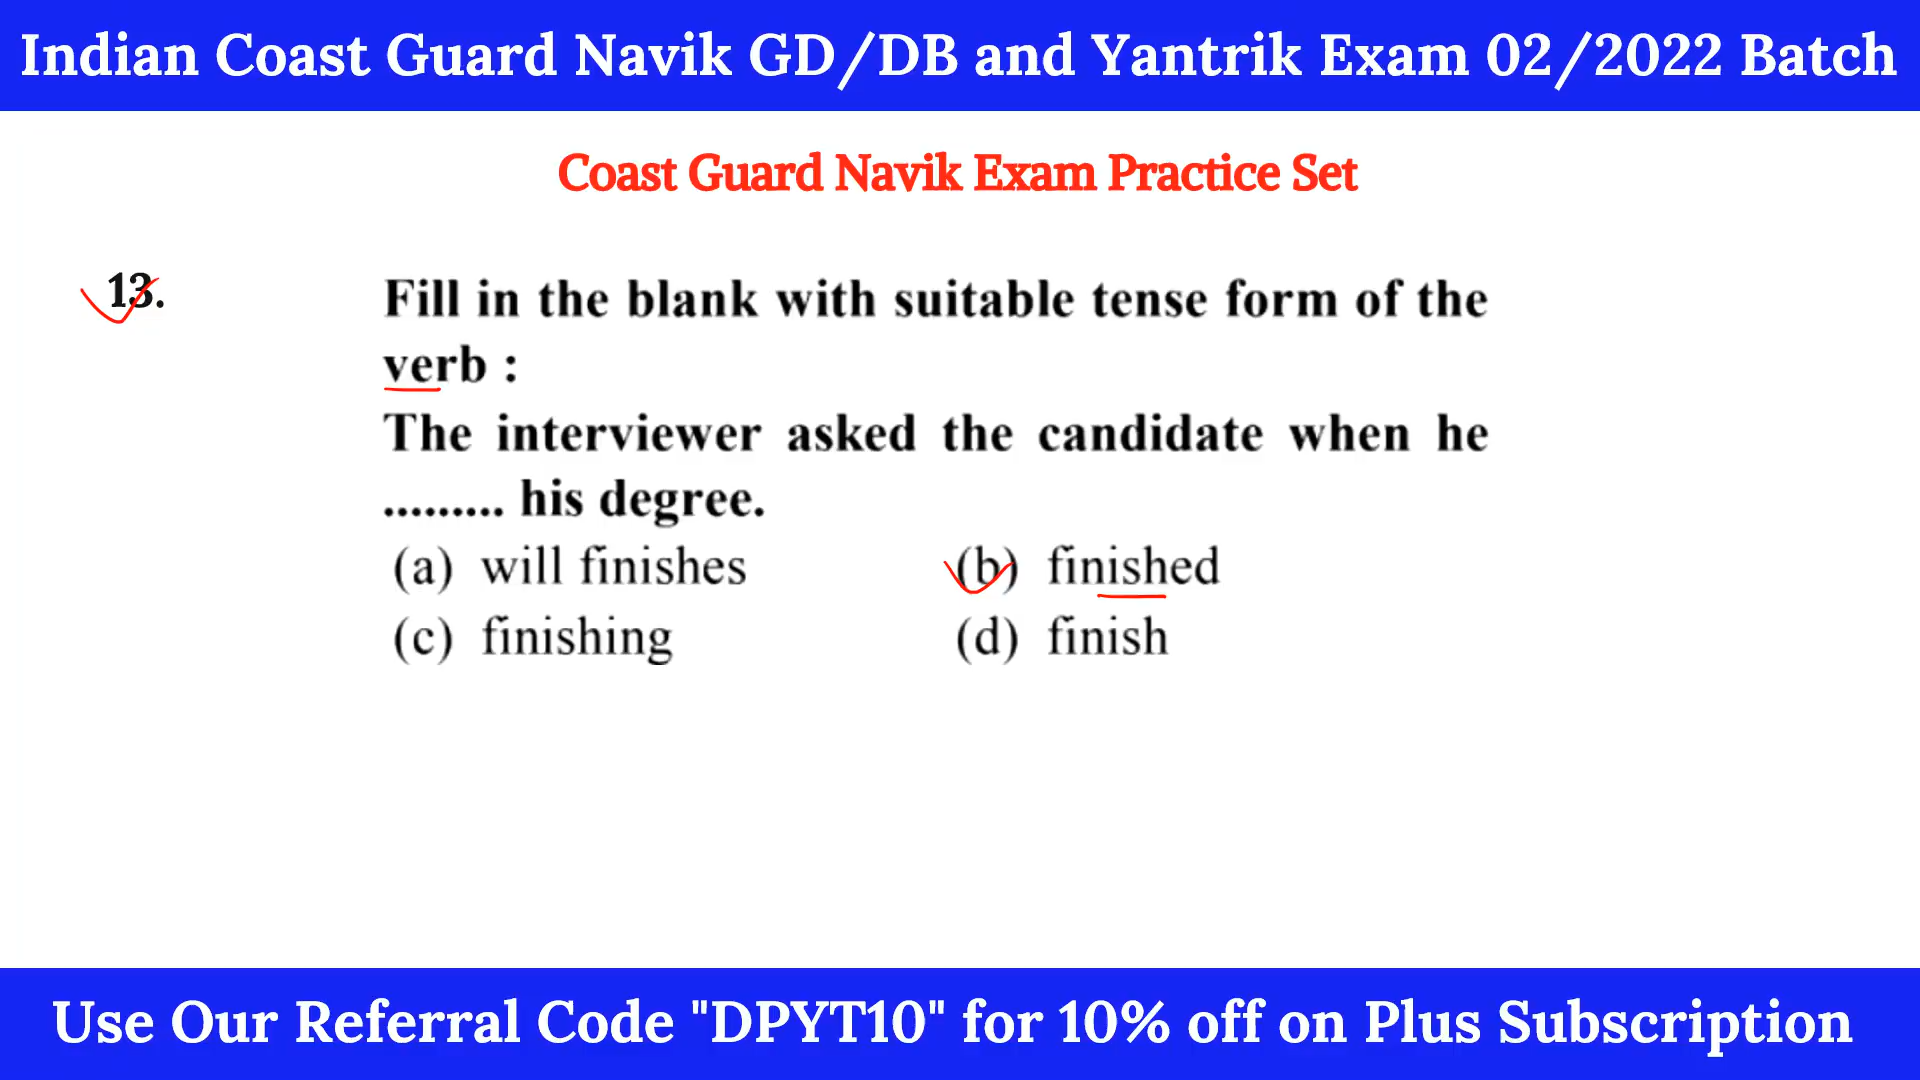 Indian Coast Guard Navik GD/DB and Yantrik Exam 02/2022 Batch
Coast Guard Navik Exam Practice Set
13.
Fill in the blank with suitable tense form of the
verb :
The interviewer asked the candidate when he
......... his degree.
(a) will finishes (b) finished
(c) finishing (d) finish
Use Our Referral Code "DPYT10" for 10% off on Plus Subscription